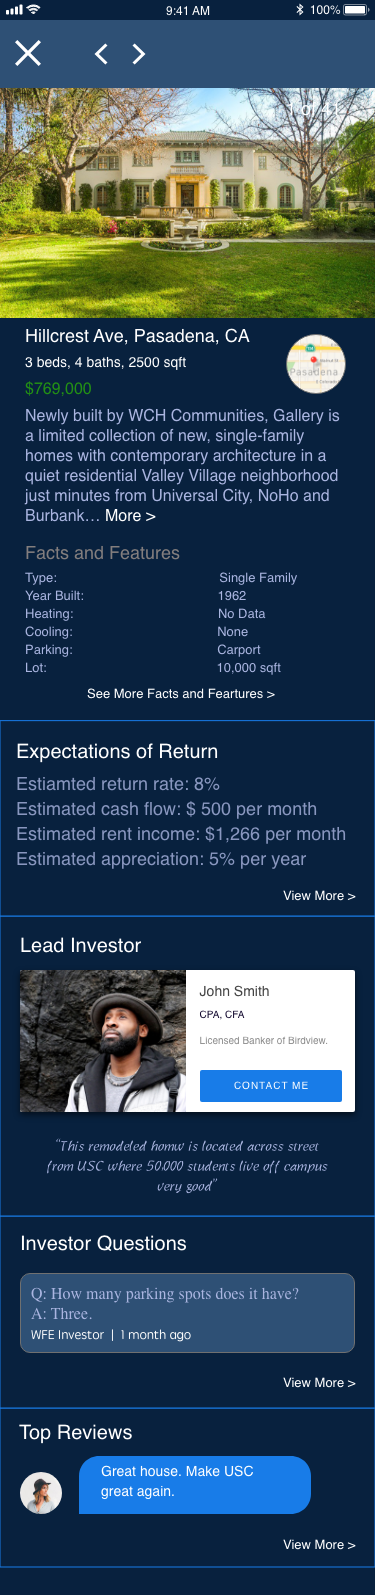 9:41 AM
100%
Hillcrest Ave, Pasadena, CA
3 beds, 4 baths, 2500 sqft
$769,000
Pasadena
Newly built by WCH Communities, Gallery is
a limited collection of new, single-family
homes with contemporary architecture in a
quiet residential Valley Village neighborhood
just minutes from Universal City, NoHo and
Burbank… More >
Facts and Features
Type: Single Family
Year Built: 1962
Heating: No Data
Cooling: None
Parking: Carport
Lot: 10,000 sqft
See More Facts and Feartures >
Expectations of Return
Estiamted return rate: 8%
Estimated cash flow: $ 500 per month
Estimated rent income: $1,266 per month
Estimated appreciation: 5% per year
View More >
Lead Investor
John Smith
CPA, CFA
Licensed Banker of Birdview.
CONTACT ME
“This remodeled homw is located across street
from USC where 50.000 students live off campus
very good”
Investor Questions
Q: How many parking spots does it have?
A: Three.
WFE Investor | 1 month ago
View More >
Top Reviews
Great house. Make USC
great again.
View More >